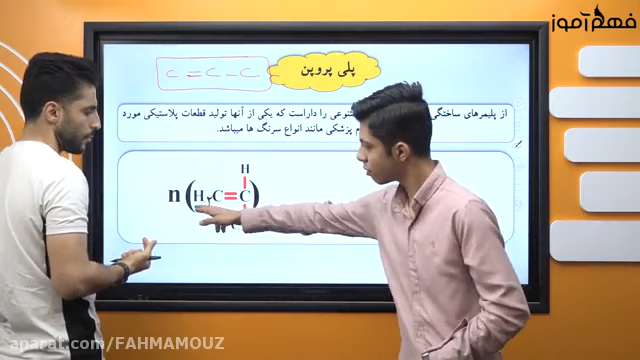 فهم‌آموز
پلی پروپن
C = C - C
از پلیمرهای ساختگی متنوعی را داراست که یکی از آنها تولید قطعات پلاستیکی مورد
پزشکی مانند انواع سرنگ ها میباشد.
H
n ( H₂C = C )
aparat.com/FAHMAMOUZ